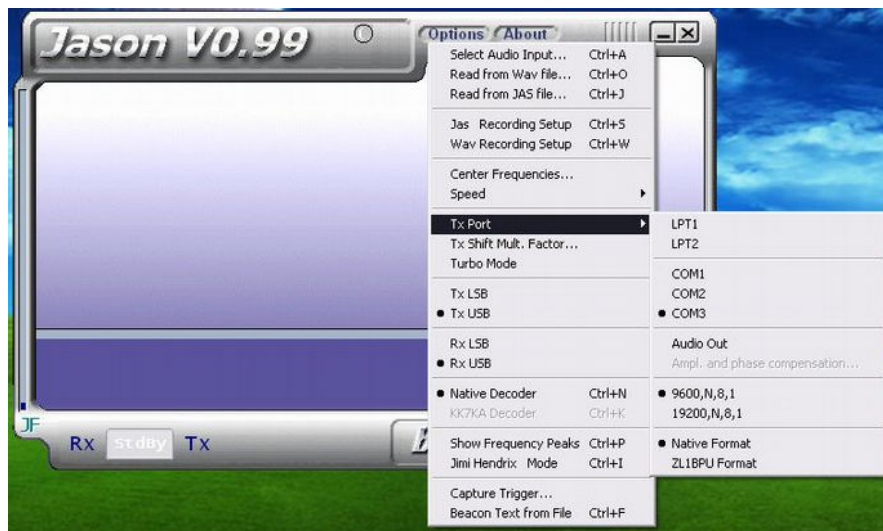 Jason V0.99
Options About
Select Audio Input... Ctrl+A
Read from Wav file... Ctrl+O
Read from JAS file... Ctrl+J
Jas Recording Setup Ctrl+S
Wav Recording Setup Ctrl+W
Center Frequencies...
Speed
Tx Port
Tx Shift Mult. Factor...
Turbo Mode
Tx LSB
Tx USB
Rx LSB
Rx USB
Native Decoder Ctrl+N
KK7KA Decoder Ctrl+K
Show Frequency Peaks Ctrl+P
Jimi Hendrix Mode Ctrl+I
Capture Trigger...
Beacon Text from File Ctrl+F
LPT1
LPT2
COM1
COM2
COM3
Audio Out
Ampl. and phase compensation...
9600,N,8,1
19200,N,8,1
Native Format
ZL1BPU Format
JF
Rx StdBy Tx